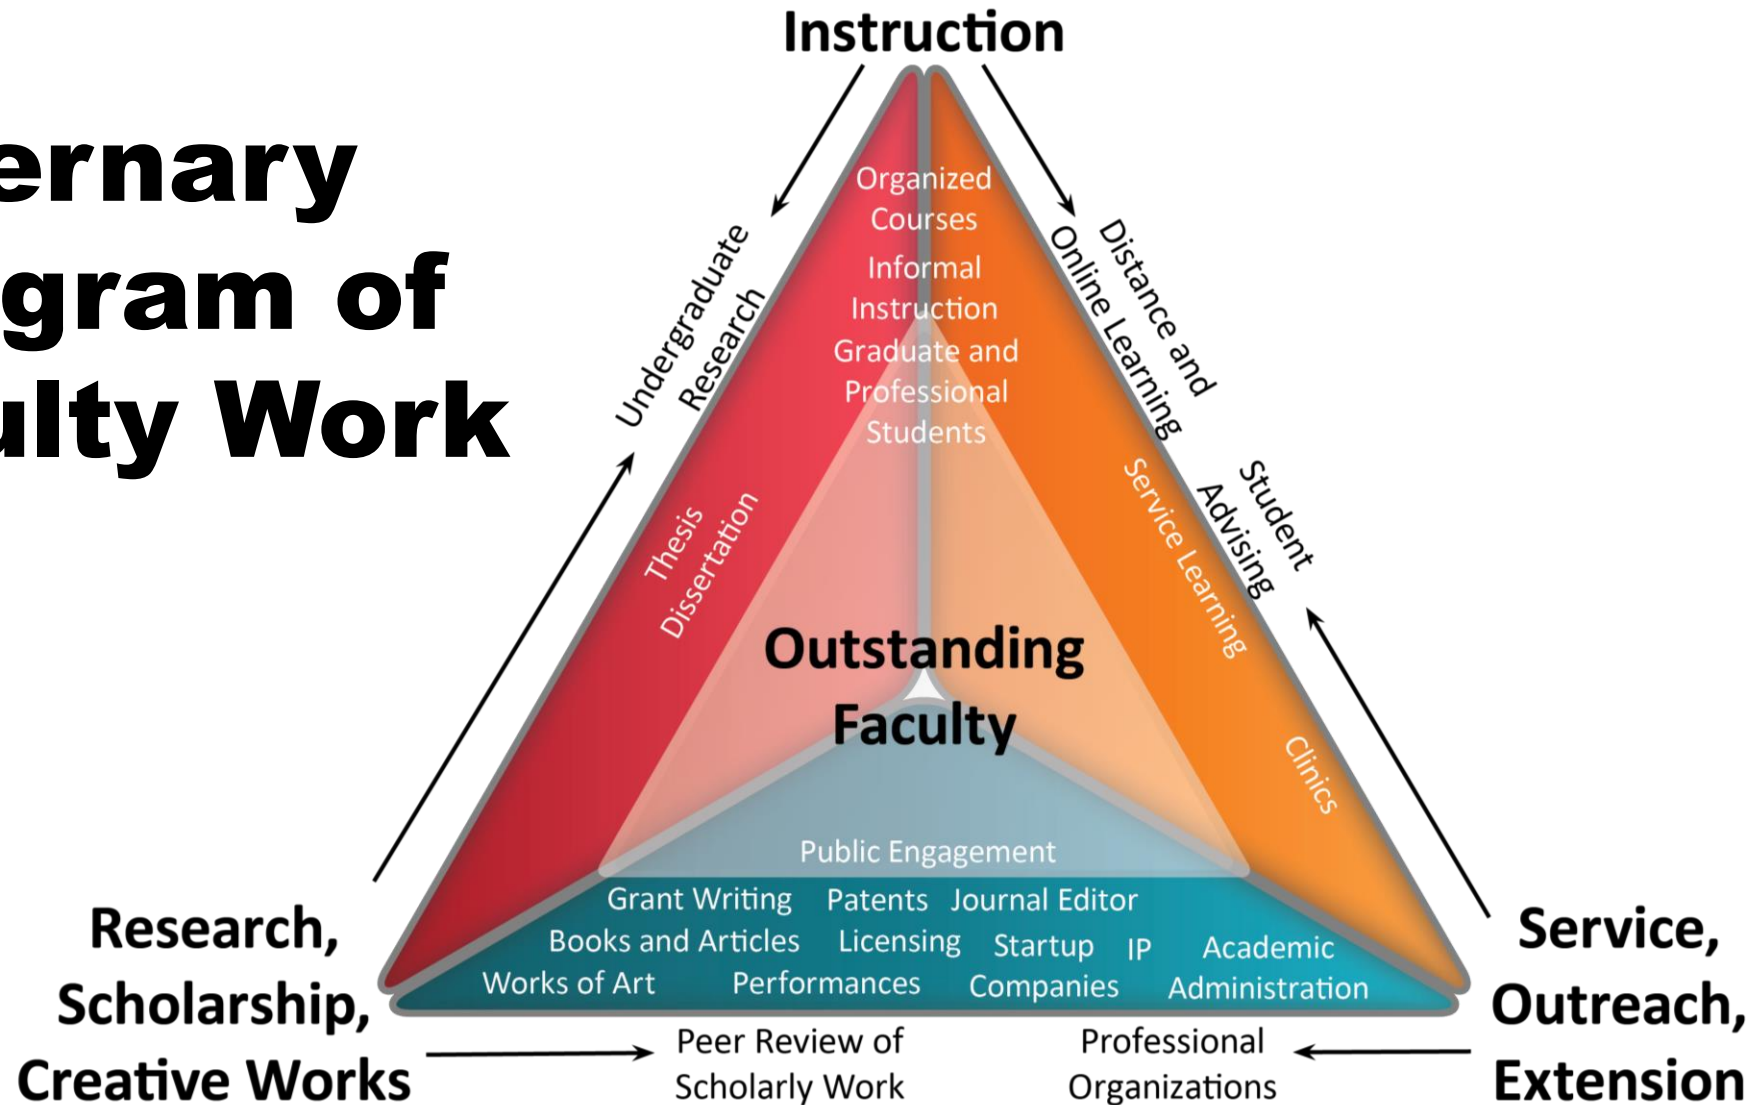 Instruction
ernary
gram of
ulty Work
Organized
Courses
Informal
Instruction
Graduate and
Professional
Students
Undergraduate
Research
Distance and
Online Learning
Student
Advising
Thesis
Dissertation
Service Learning
Clinics
Outstanding
Faculty
Public Engagement
Grant Writing Patents Journal Editor
Books and Articles Licensing Startup IP Academic
Works of Art Performances Companies Administration
Research,
Scholarship,
Creative Works
Service,
Outreach,
Extension
Peer Review of
Scholarly Work
Professional
Organizations